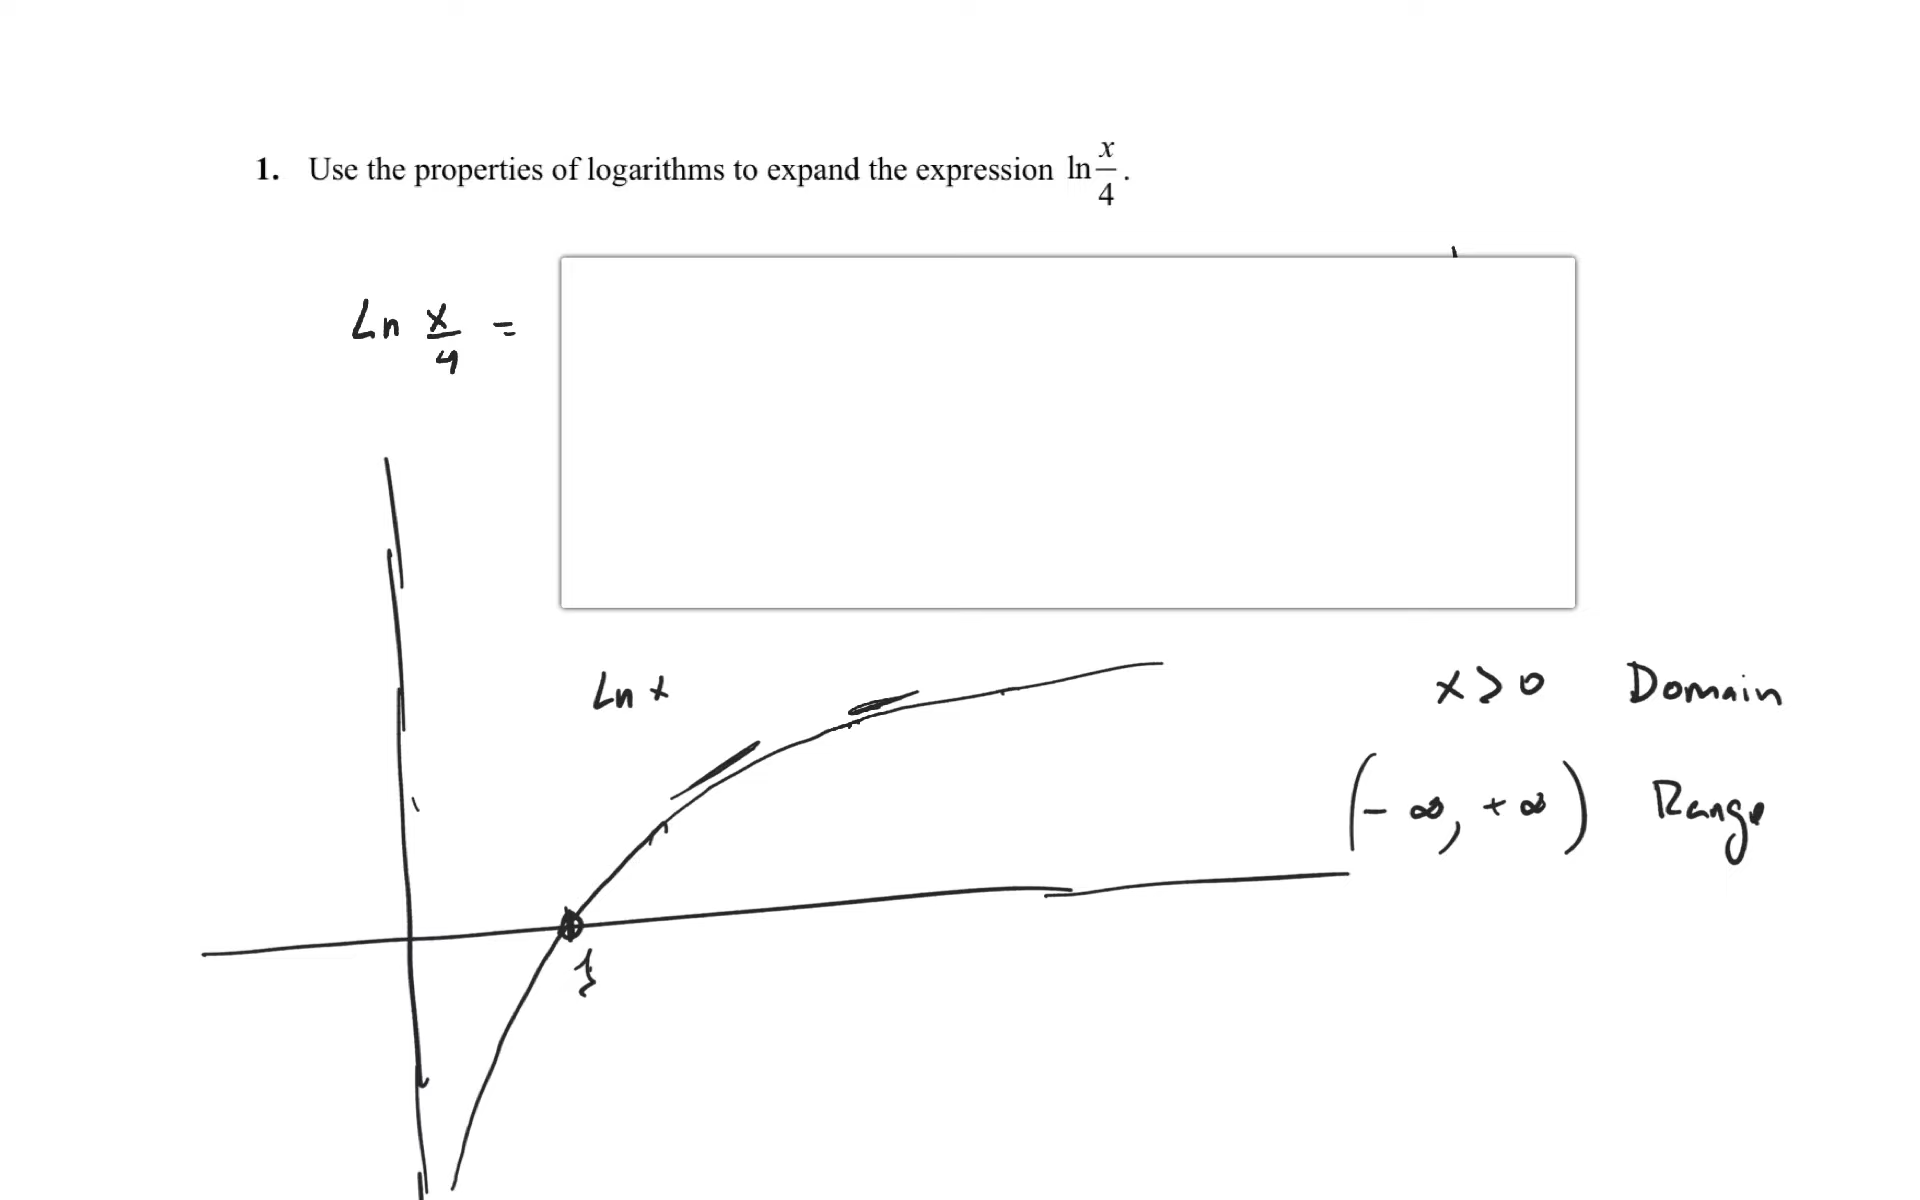 1. Use the properties of logarithms to expand the expression ln x/4.
Ln x/4 =
Ln x
x > 0 Domain
(- ∞, + ∞) Range
1